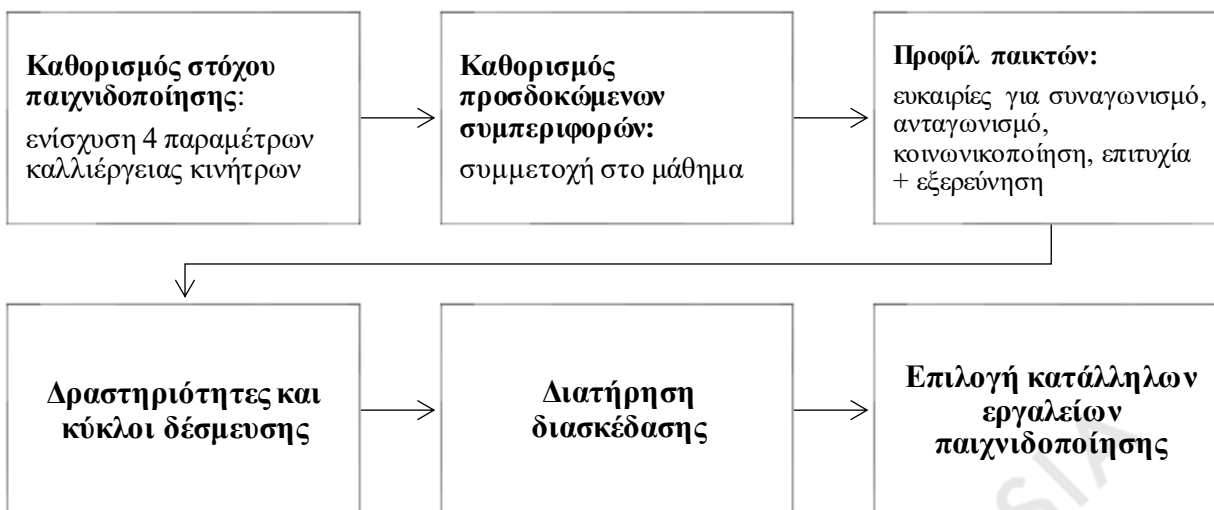 Καθορισμός στόχου
παιχνιδοποίησης:
ενίσχυση 4 παραμέτρων
καλλιέργειας κινήτρων
Καθορισμός
προσδοκώμενων
συμπεριφορών:
συμμετοχή στο μάθημα
Προφίλ παικτών:
ευκαιρίες για συναγωνισμό,
ανταγωνισμό,
κοινωνικοποίηση, επιτυχία
+ εξερεύνηση
Δραστηριότητες και
κύκλοι δέσμευσης
Διατήρηση
διασκέδασης
Επιλογή κατάλληλων
εργαλείων
παιχνιδοποίησης
SIA